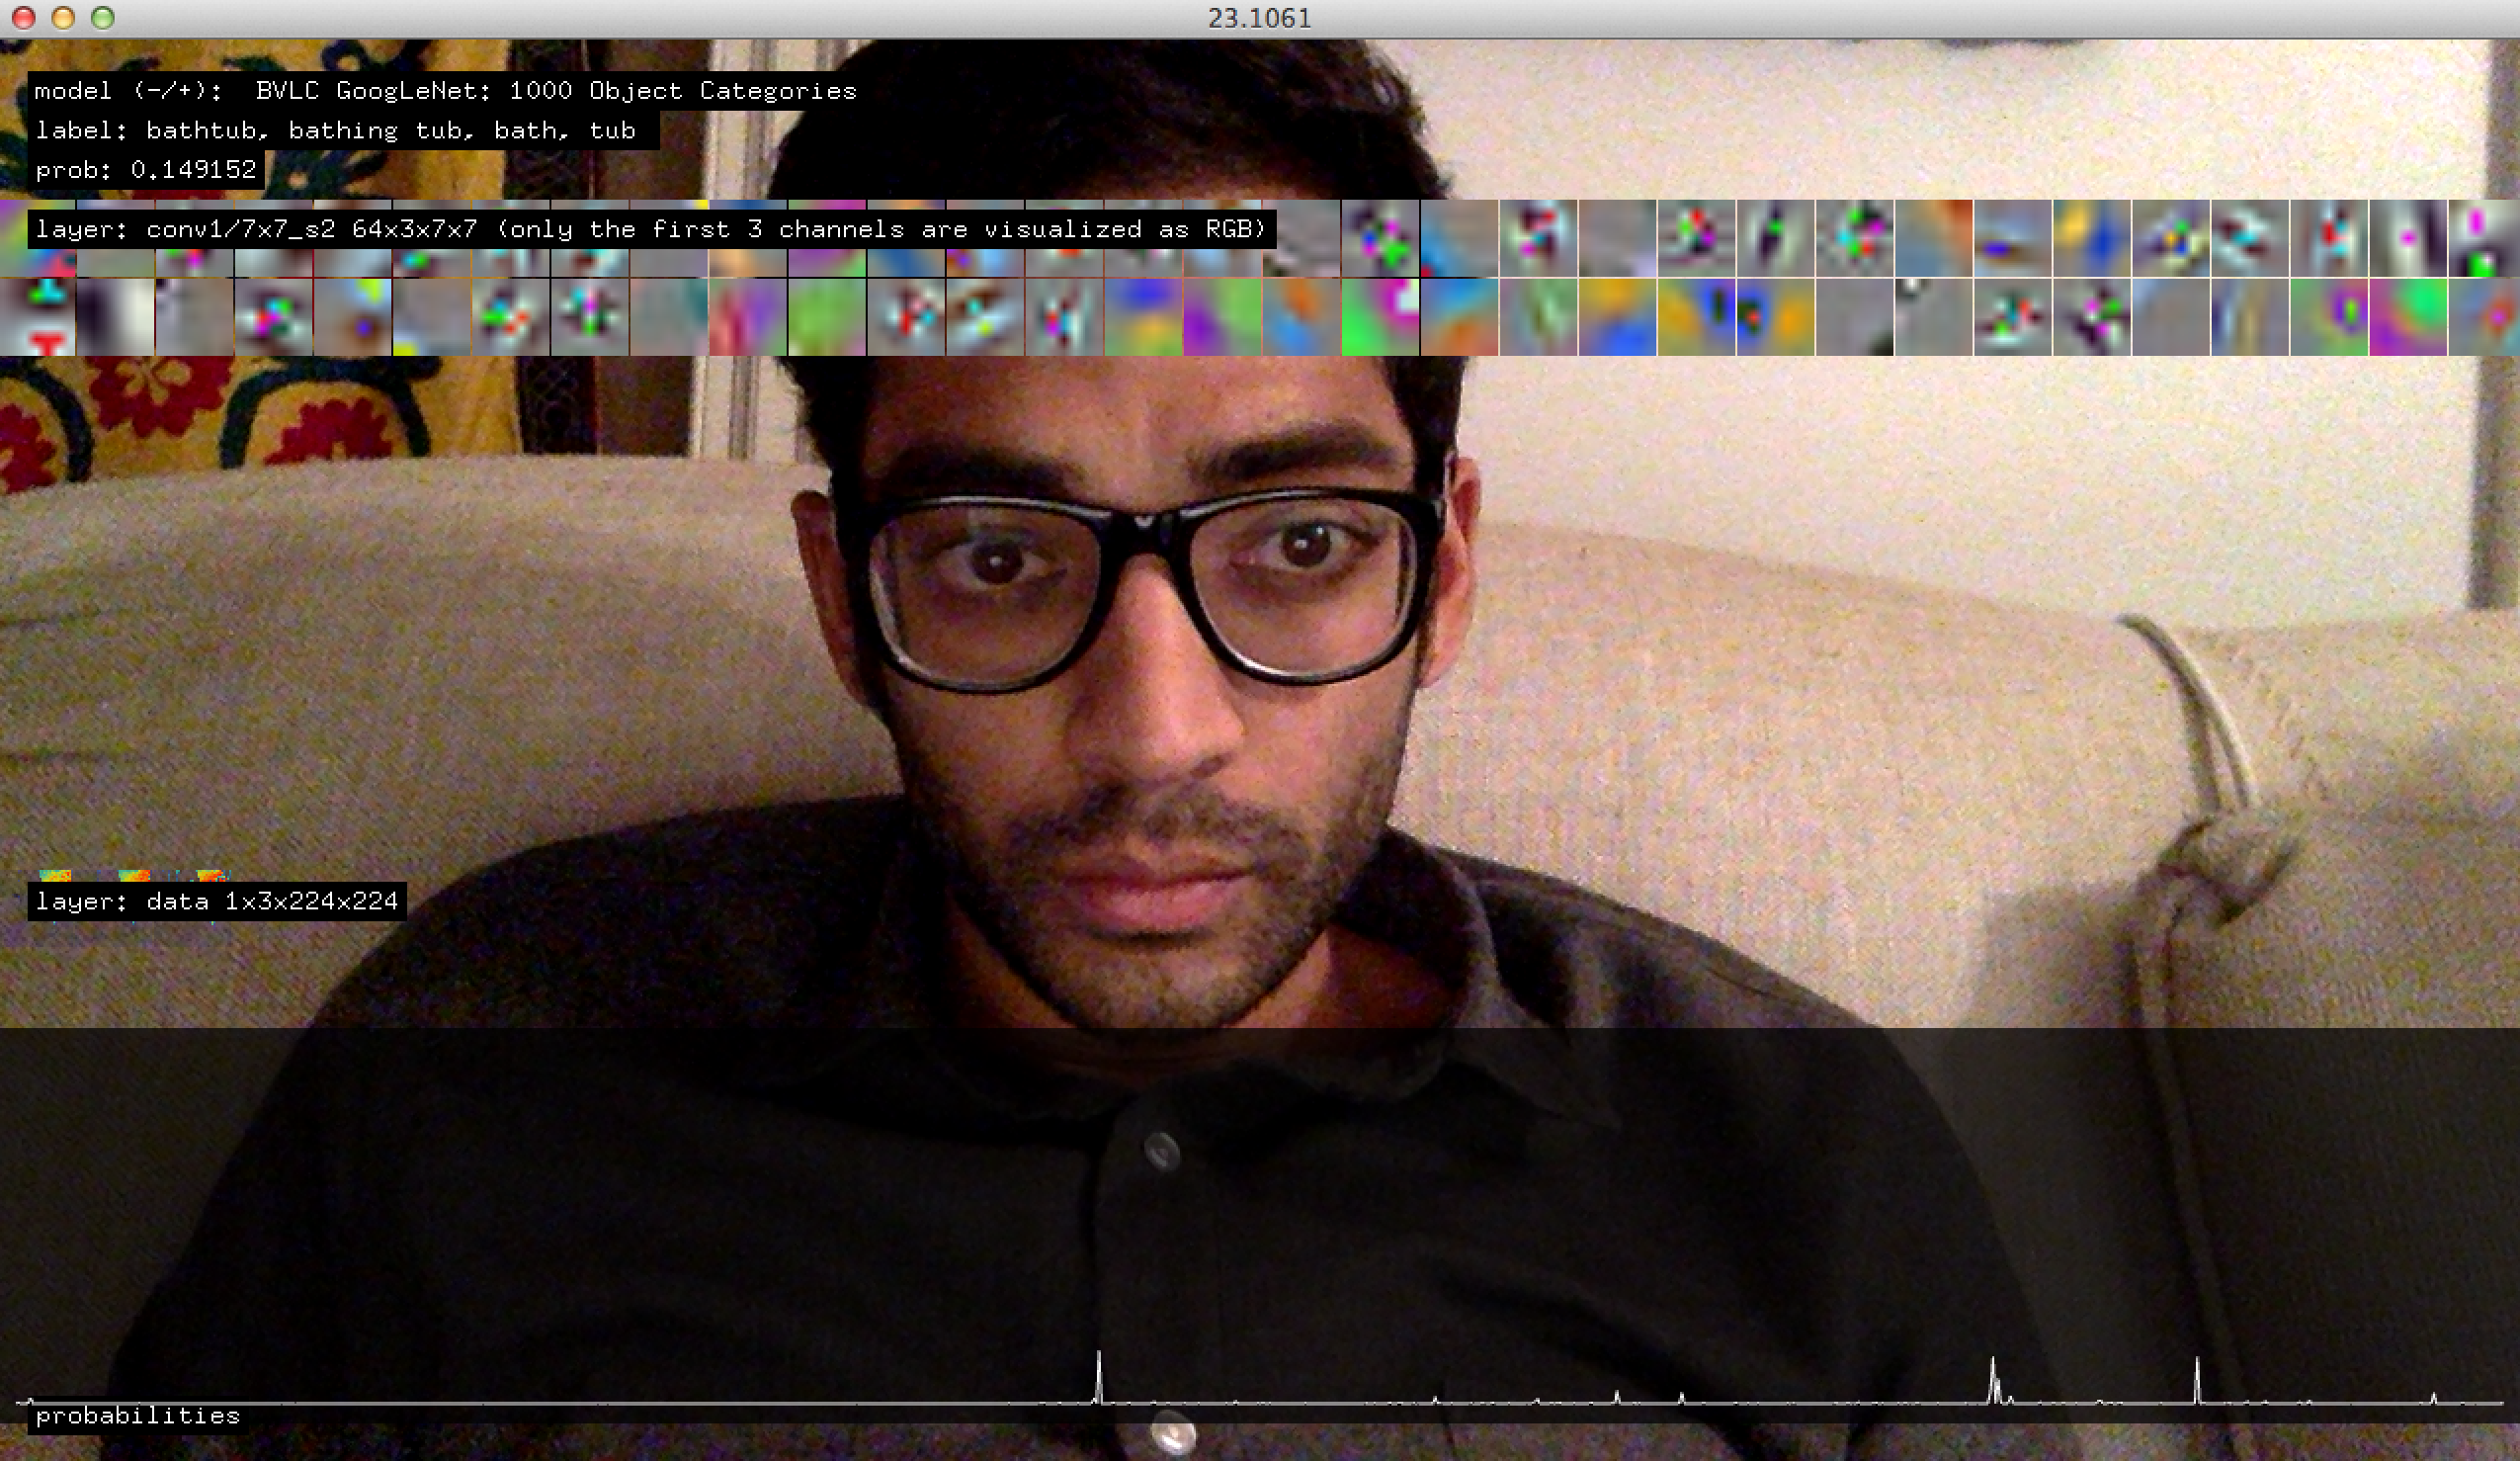 23.1061
model (-/+):  BVLC GoogLeNet: 1000 Object Categories
label: bathtub, bathing tub, bath, tub
prob: 0.149152
layer: conv1/7x7_s2 64x3x7x7 (only the first 3 channels are visualized as RGB)
layer: data 1x3x224x224
probabilities